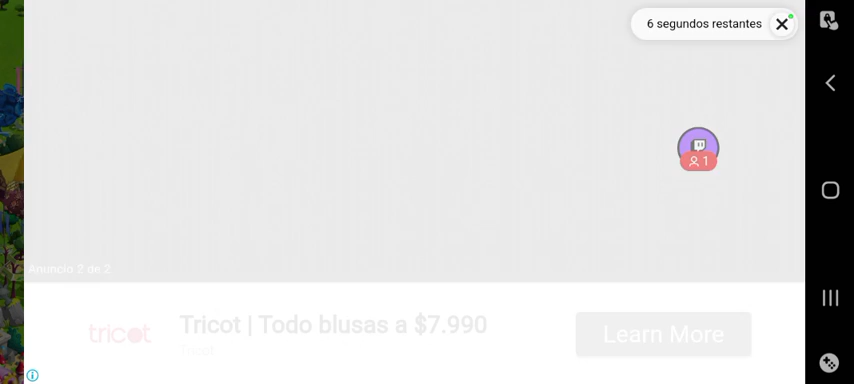 6 segundos restantes
1
Anuncio 2 de 2
tricot
Tricot | Todo blusas a $7.990
Tricot
Learn More